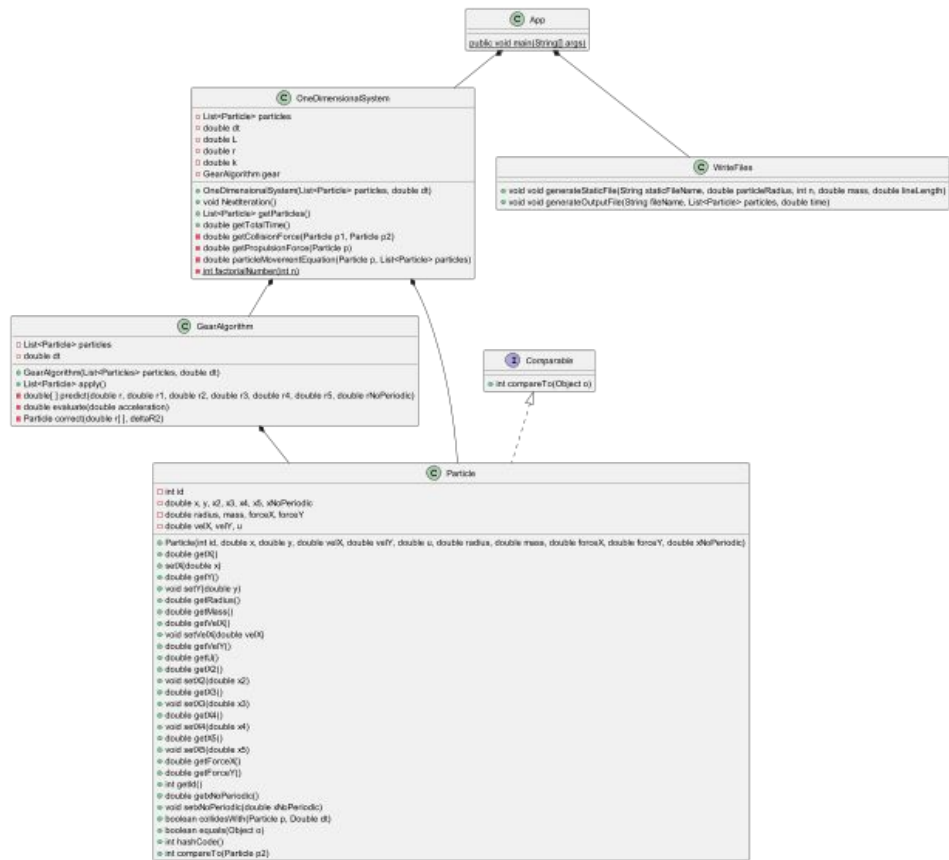 C App
public void main(String[] args)
C OneDimensionalSystem
List<Particle> particles
double dt
double L
double r
double k
GearAlgorithm gear
OneDimensionalSystem(List<Particle> particles, double dt)
void NextIteration()
List<Particle> getParticles()
double getTotalTime()
double getCollisionForce(Particle p1, Particle p2)
double getPropulsionForce(Particle p)
double particleMovementEquation(Particle p, List<Particle> particles)
int factorialNumber(int n)
C WriteFiles
void void generateStaticFile(String staticFileName, double particleRadius, int n, double mass, double lineLength)
void void generateOutputFile(String fileName, List<Particle> particles, double time)
C GearAlgorithm
List<Particle> particles
double dt
GearAlgorithm(List<Particles> particles, double dt)
List<Particle> apply()
double[ ] predict(double r, double r1, double r2, double r3, double r4, double r5, double rNoPeriodic)
double evaluate(double acceleration)
Particle correct(double r[ ], deltaR2)
I Comparable
int compareTo(Object o)
C Particle
int id
double x, y, x2, x3, x4, x5, xNoPeriodic
double radius, mass, forceX, forceY
double velX, velY, u
Particle(int id, double x, double y, double velX, double velY, double u, double radius, double mass, double forceX, double forceY, double xNoPeriodic)
double getX()
setX(double x)
double getY()
void setY(double y)
double getRadius()
double getMass()
double getVelX()
void setVelX(double velX)
double getVelY()
double getU()
double getX2()
void setX2(double x2)
double getX3()
void setX3(double x3)
double getX4()
void setX4(double x4)
double getX5()
void setX5(double x5)
double getForceX()
double getForceY()
int getId()
double getxNoPeriodic()
void setxNoPeriodic(double xNoPeriodic)
boolean collidesWith(Particle p, Double dt)
boolean equals(Object o)
int hashCode()
int compareTo(Particle p2)